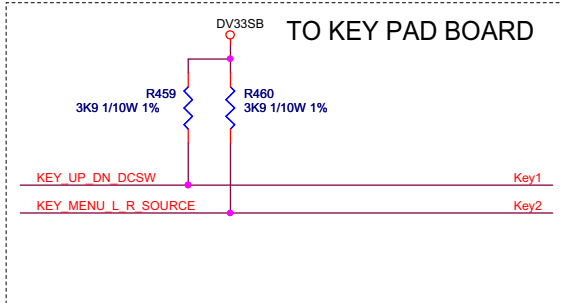 DV33SB
TO KEY PAD BOARD
R459
3K9 1/10W 1%
R460
3K9 1/10W 1%
KEY_UP_DN_DCSW
Key1
KEY_MENU_L_R_SOURCE
Key2